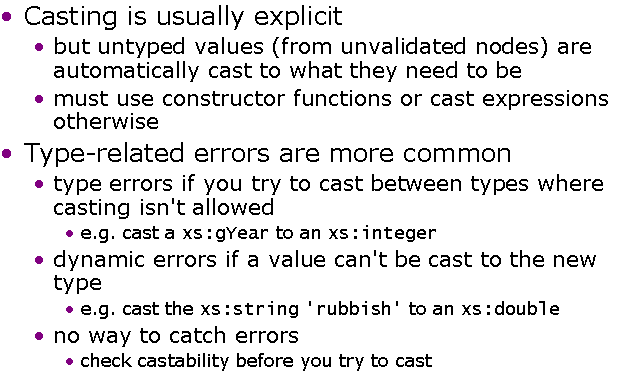 • Casting is usually explicit
• but untyped values (from unvalidated nodes) are
automatically cast to what they need to be
• must use constructor functions or cast expressions
otherwise
• Type-related errors are more common
• type errors if you try to cast between types where
casting isn't allowed
• e.g. cast a xs:gYear to an xs:integer
• dynamic errors if a value can't be cast to the new
type
• e.g. cast the xs:string 'rubbish' to an xs:double
• no way to catch errors
• check castability before you try to cast